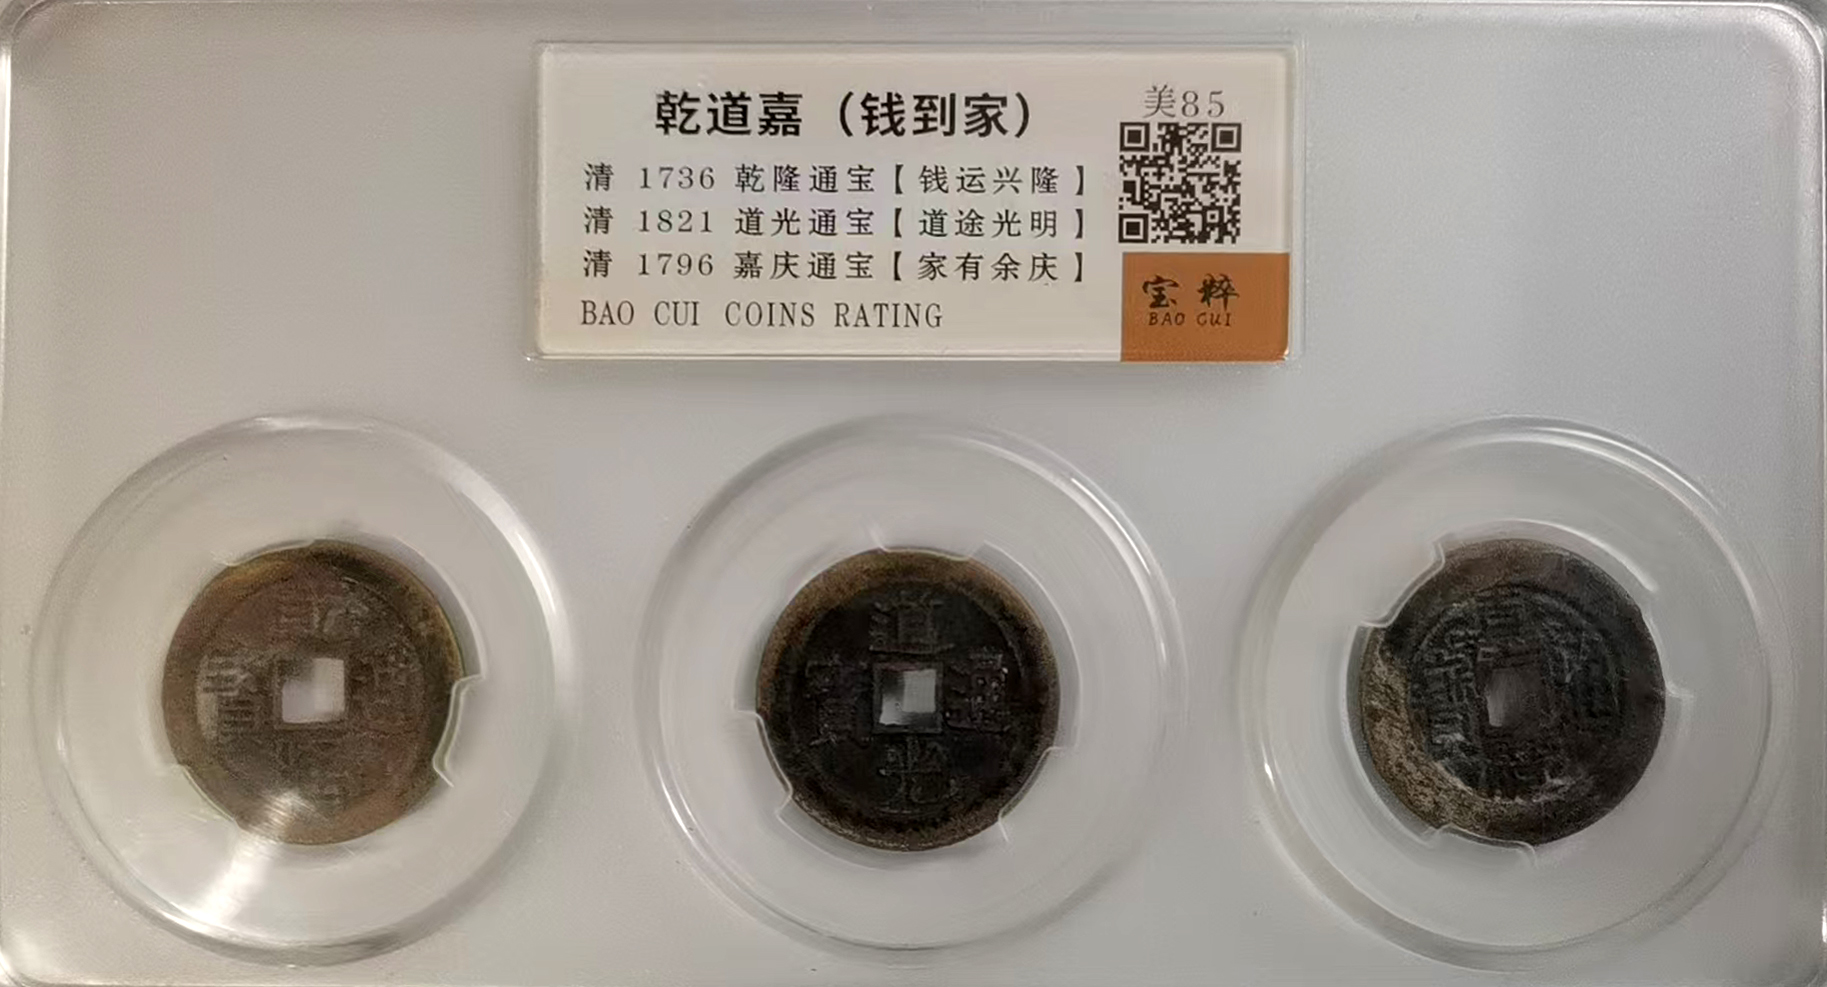 乾道嘉（钱到家）
美85
清 1736 乾隆通宝【钱运兴隆】
清 1821 道光通宝【道途光明】
清 1796 嘉庆通宝【家有余庆】
BAO CUI COINS RATING
宝粹
BAO CUI
道光通寶